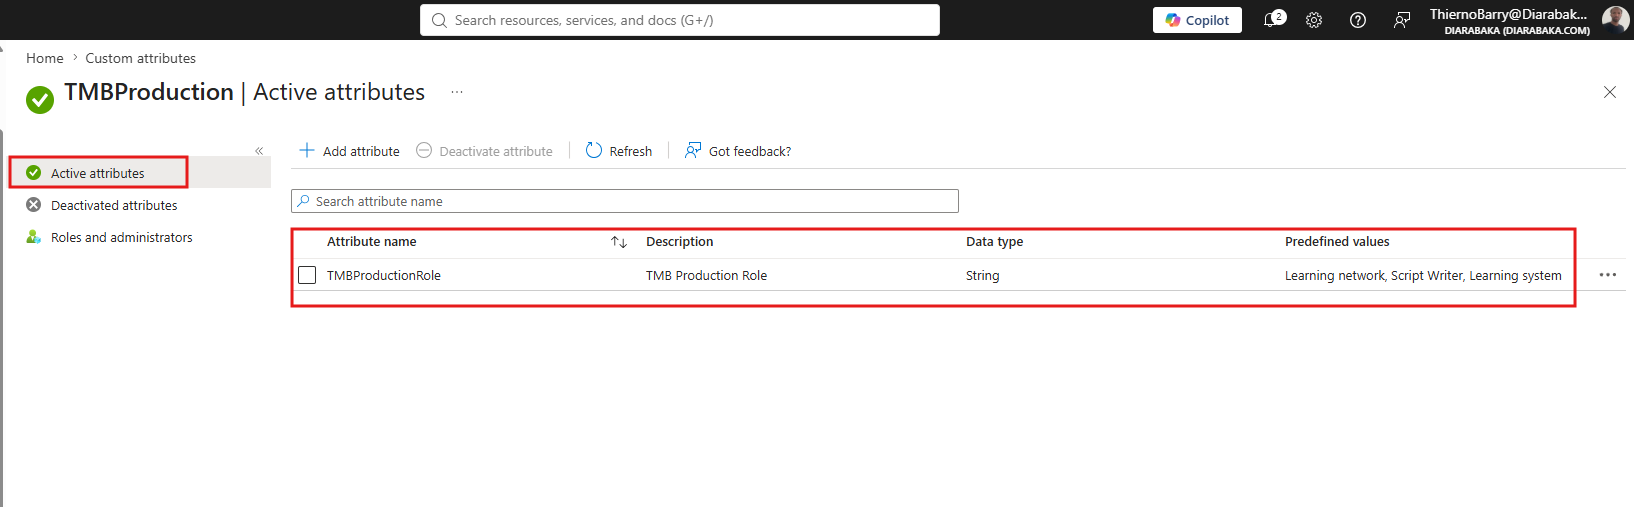 Search resources, services, and docs (G+/)
Copilot
2
ThiernoBarry@Diarabak...
DIARABAKA (DIARABAKA.COM)
Home > Custom attributes
TMBProduction | Active attributes ...
«
Active attributes
Deactivated attributes
Roles and administrators
Add attribute Deactivate attribute Refresh Got feedback?
Search attribute name
Attribute name Description Data type Predefined values
TMBProductionRole TMB Production Role String Learning network, Script Writer, Learning system ...